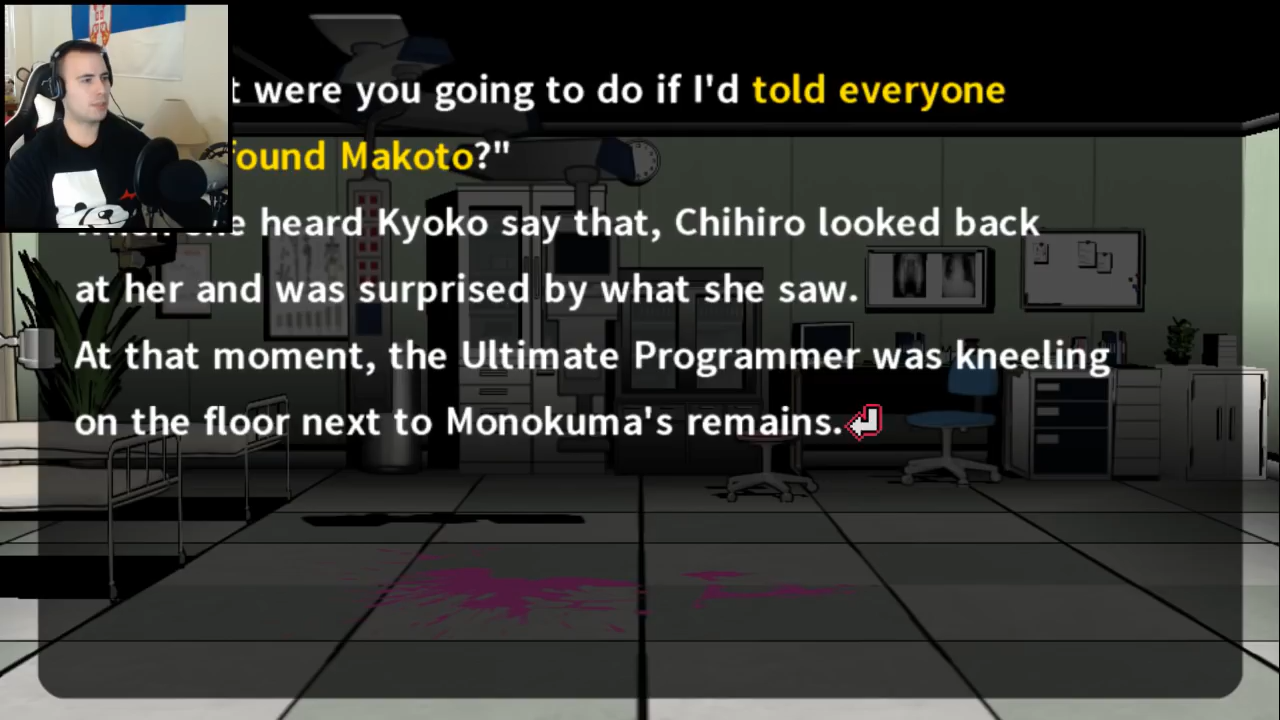 were you going to do if I'd told everyone
found Makoto?"
heard Kyoko say that, Chihiro looked back
at her and was surprised by what she saw.
At that moment, the Ultimate Programmer was kneeling
on the floor next to Monokuma's remains.